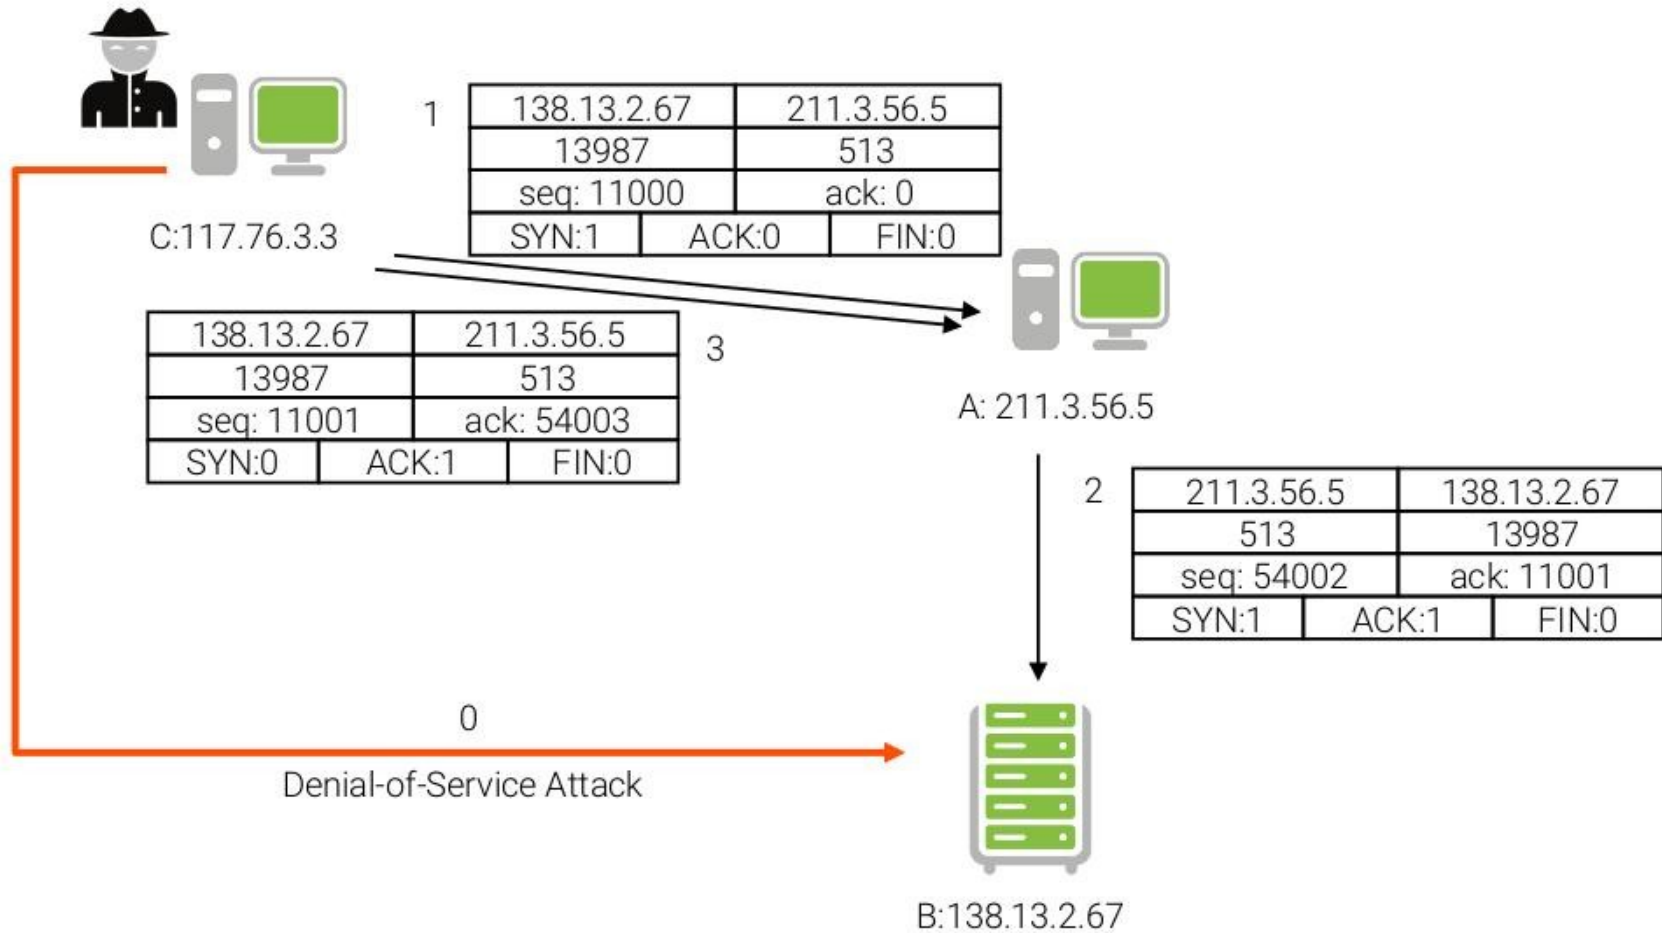 1
138.13.2.67 211.3.56.5
13987 513
seq: 11000 ack: 0
SYN:1 ACK:0 FIN:0
C:117.76.3.3
138.13.2.67 211.3.56.5
13987 513
seq: 11001 ack: 54003
SYN:0 ACK:1 FIN:0
3
A: 211.3.56.5
2
211.3.56.5 138.13.2.67
513 13987
seq: 54002 ack: 11001
SYN:1 ACK:1 FIN:0
0
Denial-of-Service Attack
B:138.13.2.67